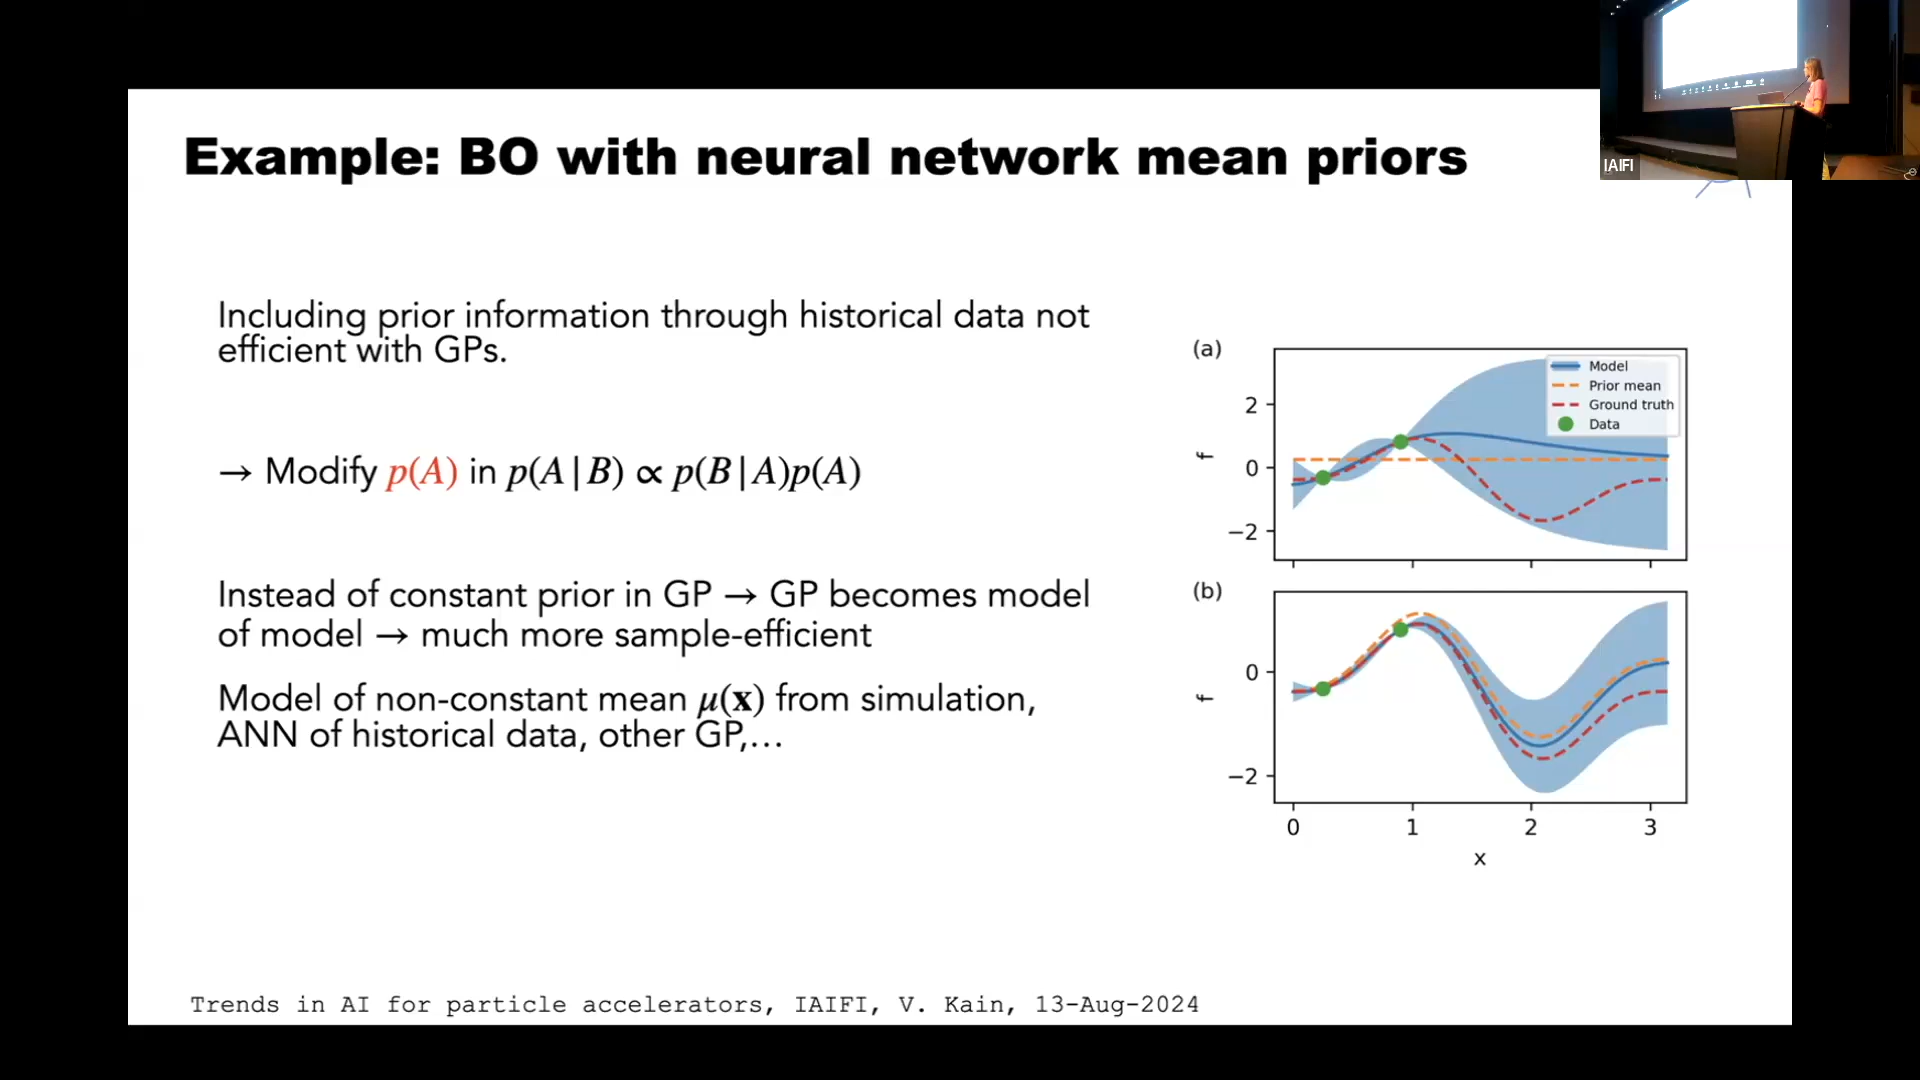 Example: BO with neural network mean priors
IAIFI
Including prior information through historical data not
efficient with GPs.
→ Modify p(A) in p(A|B) ∝ p(B|A)p(A)
Instead of constant prior in GP → GP becomes model
of model → much more sample-efficient
Model of non-constant mean μ(x) from simulation,
ANN of historical data, other GP,...
(a)
Model
Prior mean
Ground truth
Data
2
0
−2
f
(b)
0
−2
f
0 1 2 3
x
Trends in AI for particle accelerators, IAIFI, V. Kain, 13-Aug-2024